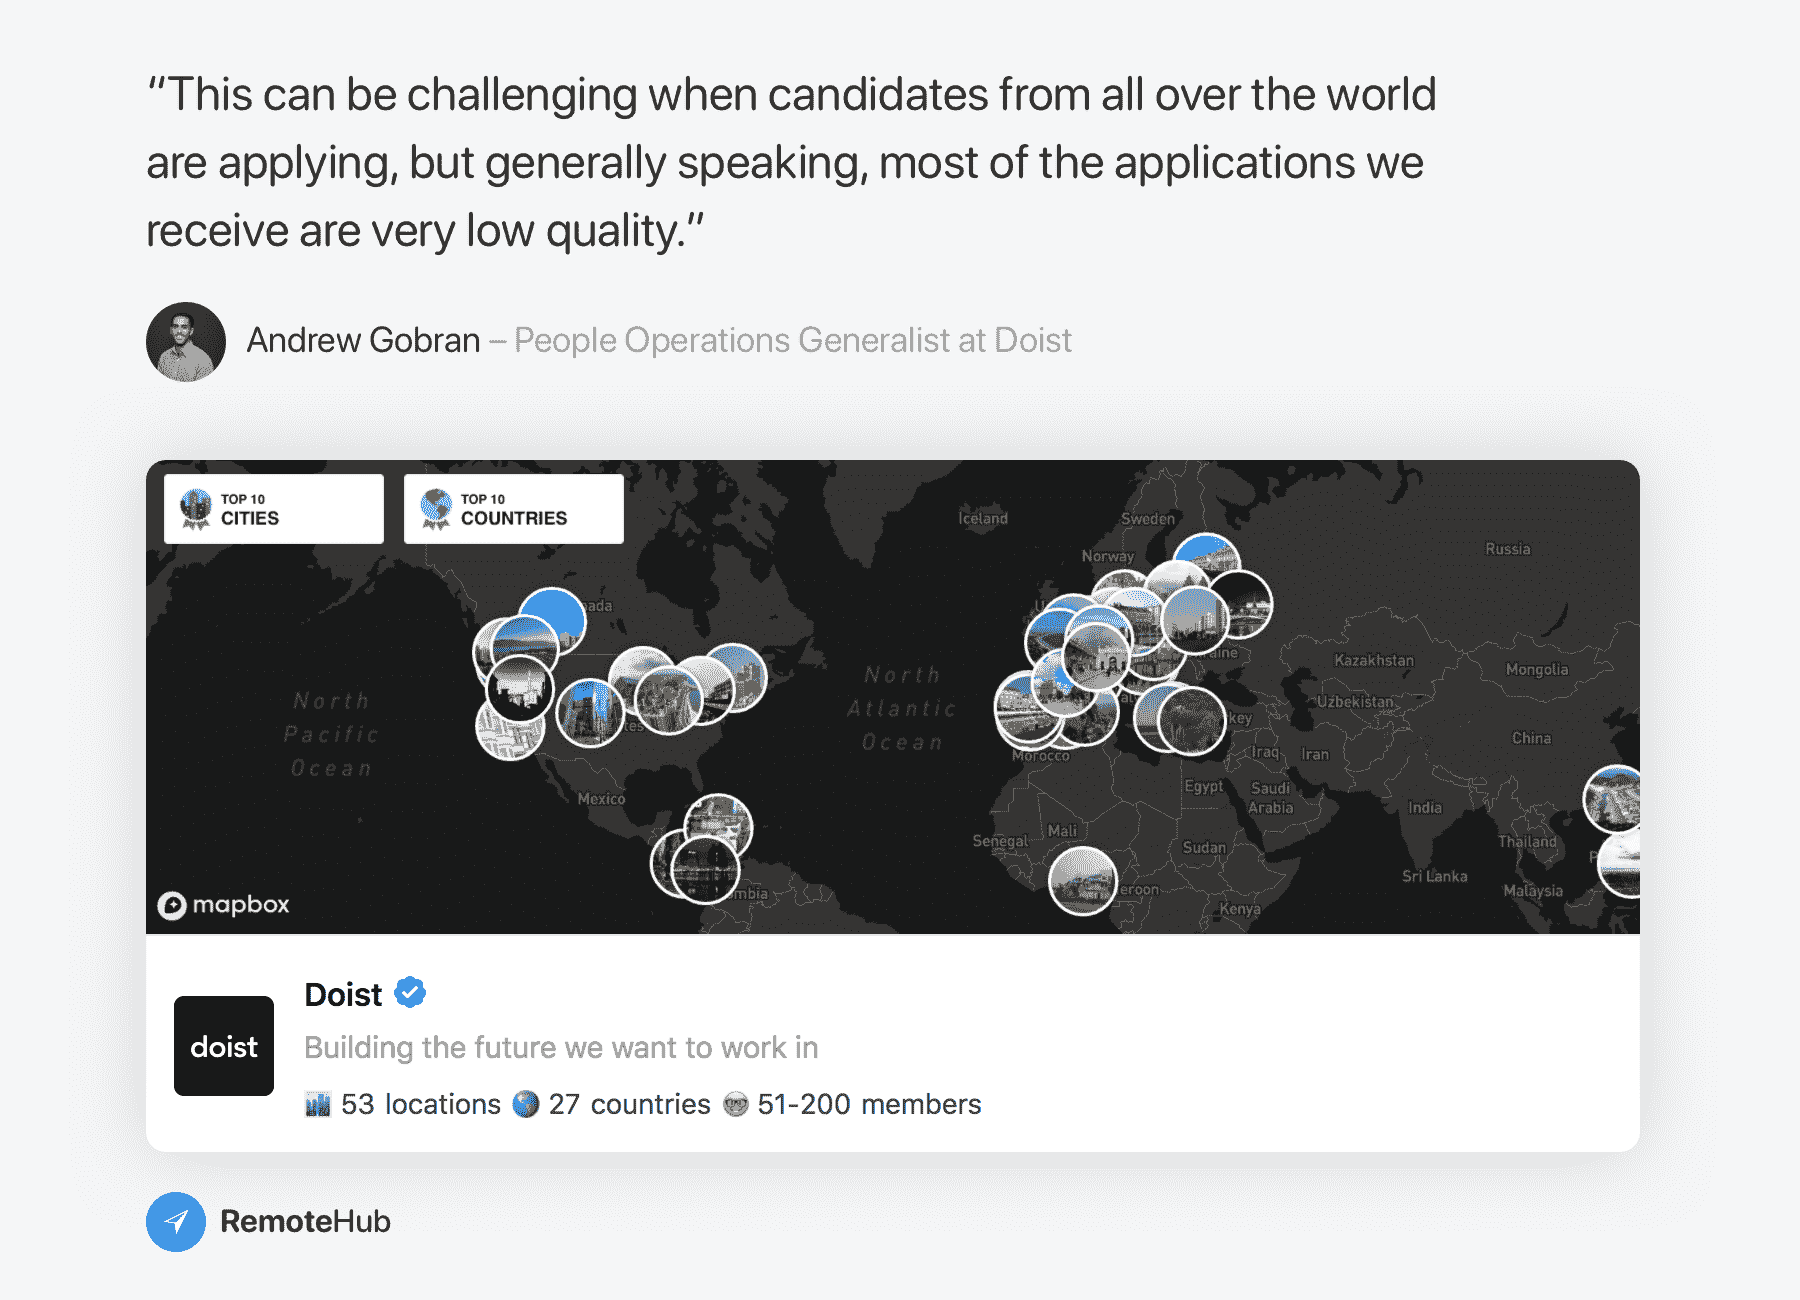 “This can be challenging when candidates from all over the world
are applying, but generally speaking, most of the applications we
receive are very low quality.”
Andrew Gobran – People Operations Generalist at Doist
TOP 10
CITIES
TOP 10
COUNTRIES
Iceland
Sweden
Norway
Russia
ada
U
aine
Kazakhstan
Mongolia
North
Pacific
Ocean
North
Atlantic
Ocean
tes
key
Uzbekistan
China
Morocco
Iraq
Iran
Mexico
Egypt
Saudi
Arabia
India
Senegal
Mali
Sudan
Thailand
P
mbia
eroon
Sri Lanka
Malaysia
Kenya
mapbox
doist
Doist
Building the future we want to work in
53 locations 27 countries 51-200 members
RemoteHub